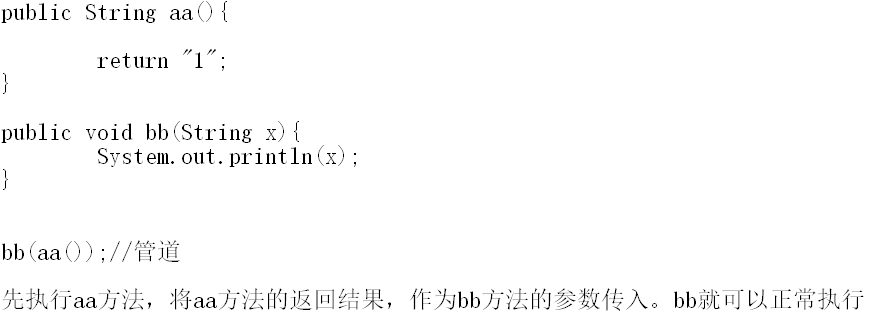 public String aa(){
return "1";
}
public void bb(String x){
System.out.println(x);
}
bb(aa());//管道
先执行aa方法，将aa方法的返回结果，作为bb方法的参数传入。bb就可以正常执行